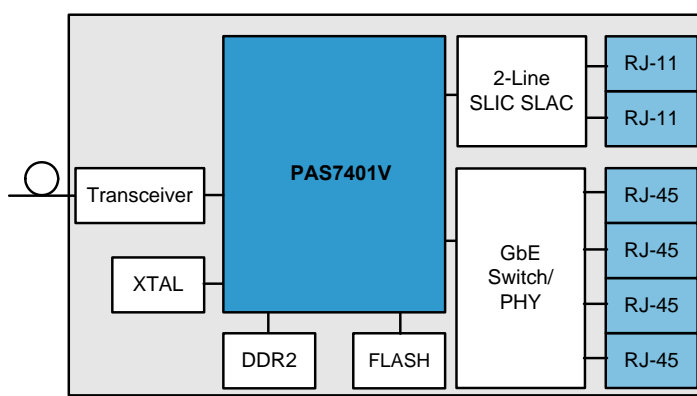 2-Line
SLIC SLAC
RJ-11
RJ-11
PAS7401V
Transceiver
XTAL
DDR2
FLASH
GbE
Switch/
PHY
RJ-45
RJ-45
RJ-45
RJ-45